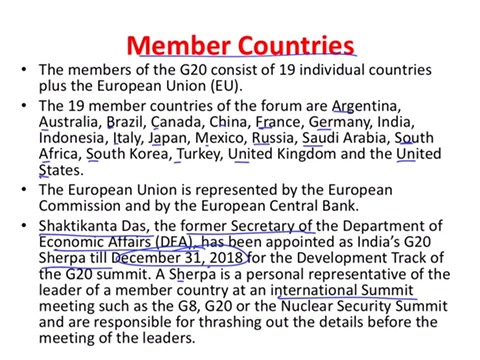 Member Countries
• The members of the G20 consist of 19 individual countries
plus the European Union (EU).
• The 19 member countries of the forum are Argentina,
Australia, Brazil, Canada, China, France, Germany, India,
Indonesia, Italy, Japan, Mexico, Russia, Saudi Arabia, South
Africa, South Korea, Turkey, United Kingdom and the United
States.
• The European Union is represented by the European
Commission and by the European Central Bank.
• Shaktikanta Das, the former Secretary of the Department of
Economic Affairs (DEA), has been appointed as India's G20
Sherpa till December 31, 2018 for the Development Track of
the G20 summit. A Sherpa is a personal representative of the
leader of a member country at an international Summit
meeting such as the G8, G20 or the Nuclear Security Summit
and are responsible for thrashing out the details before the
meeting of the leaders.